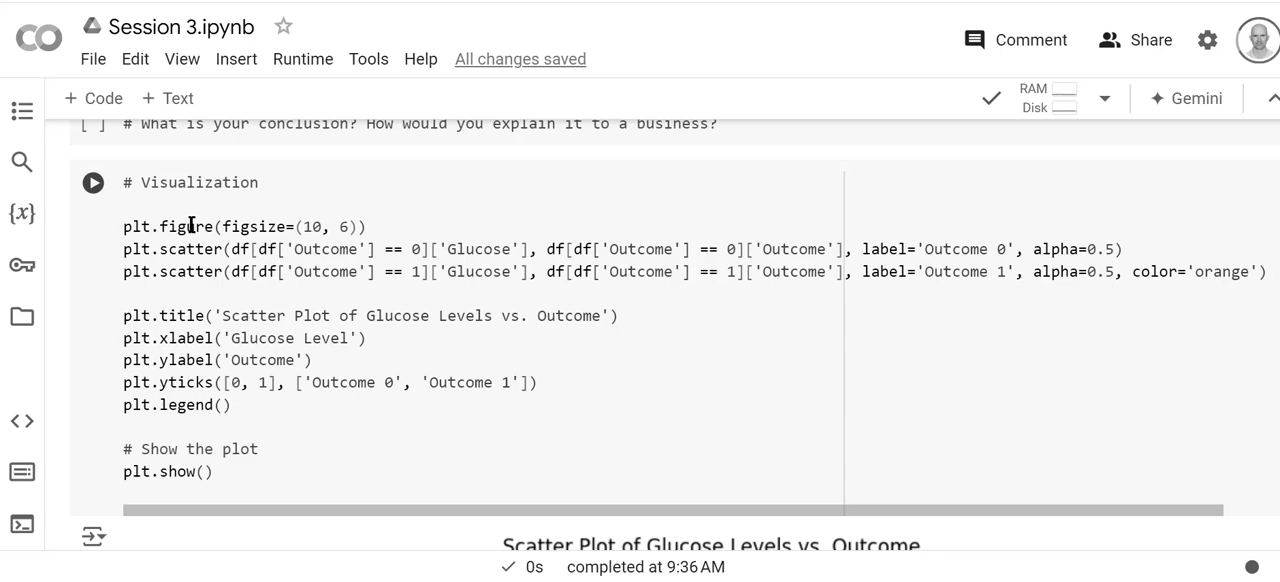 Session 3.ipynb
File Edit View Insert Runtime Tools Help All changes saved
Comment
Share
+ Code + Text
RAM
Disk
Gemini
{x}
[ ] # What is your conclusion? How would you explain it to a business?
# Visualization
plt.figure(figsize=(10, 6))
plt.scatter(df[df['Outcome'] == 0]['Glucose'], df[df['Outcome'] == 0]['Outcome'], label='Outcome 0', alpha=0.5)
plt.scatter(df[df['Outcome'] == 1]['Glucose'], df[df['Outcome'] == 1]['Outcome'], label='Outcome 1', alpha=0.5, color='orange')
plt.title('Scatter Plot of Glucose Levels vs. Outcome')
plt.xlabel('Glucose Level')
plt.ylabel('Outcome')
plt.yticks([0, 1], ['Outcome 0', 'Outcome 1'])
plt.legend()
# Show the plot
plt.show()
Scatter Plot of Glucose Levels vs. Outcome
0s completed at 9:36 AM